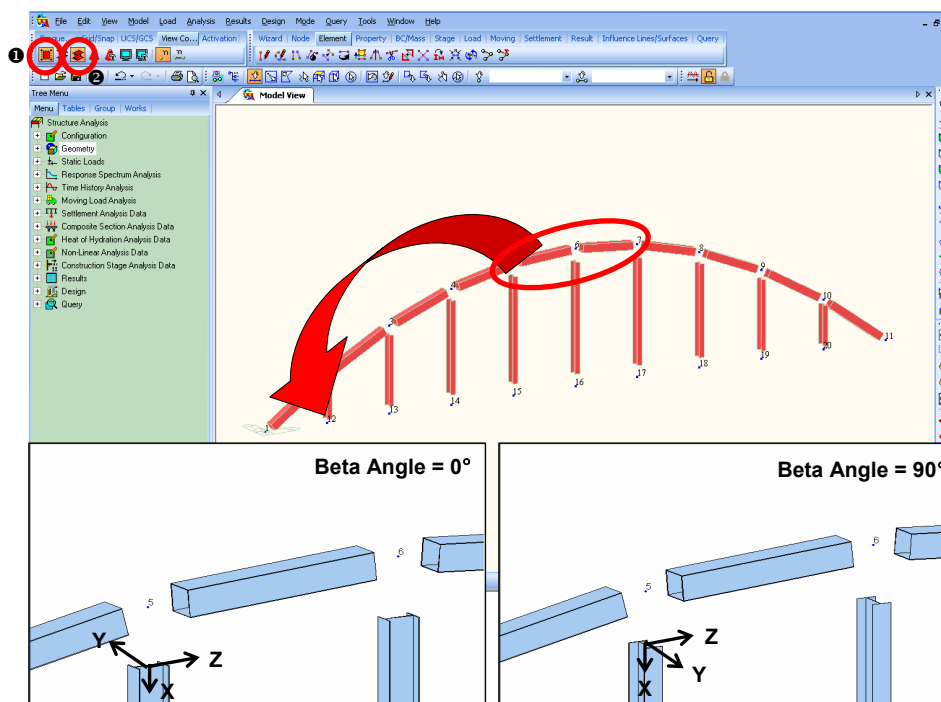 File Edit View Model Load Analysis Results Design Mode Query Tools Window Help
Grid/Snap UCS/GCS View Co... Activation Wizard Node Element Property BC/Mass Stage Load Moving Settlement Result Influence Lines/Surfaces Query
❶
❷
Tree Menu
Model View
Menu Tables Group Works
Structure Analysis
Configuration
Geometry
Static Loads
Response Spectrum Analysis
Time History Analysis
Moving Load Analysis
Settlement Analysis Data
Composite Section Analysis Data
Heat of Hydration Analysis Data
Non-Linear Analysis Data
Construction Stage Analysis Data
Results
Design
Query
6 7 8
4 9
3 10
11
1 12 13 14 15 16 17 18 19 20
Beta Angle = 0°
5 6
Y Z
X
Beta Angle = 90°
5 6
Z
Y
X